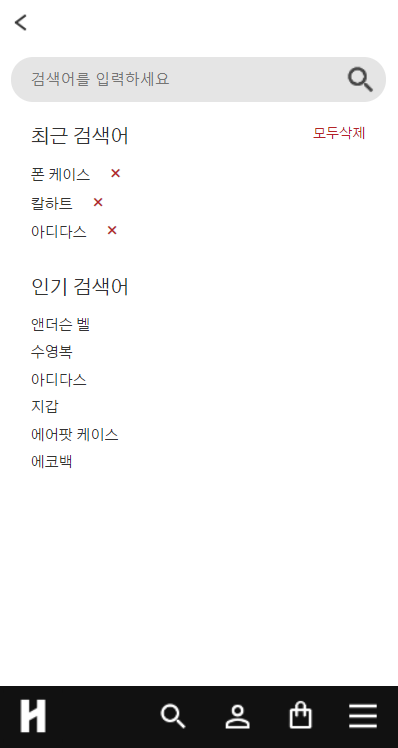 검색어를 입력하세요
최근 검색어 모두삭제
폰 케이스 ×
칼하트 ×
아디다스 ×
인기 검색어
앤더슨 벨
수영복
아디다스
지갑
에어팟 케이스
에코백
H